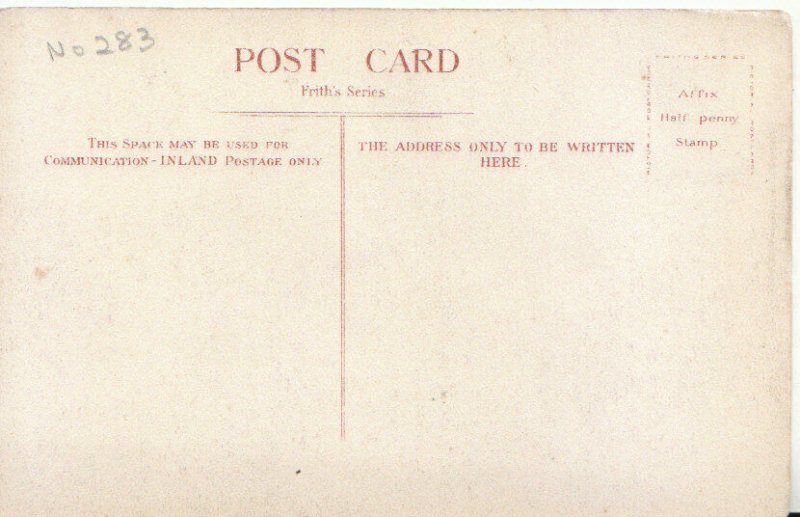 No 283
POST CARD
Frith's Series
THIS SPACE MAY BE USED FOR
COMMUNICATION - INLAND POSTAGE ONLY
THE ADDRESS ONLY TO BE WRITTEN
HERE.
Affix
Half penny
Stamp